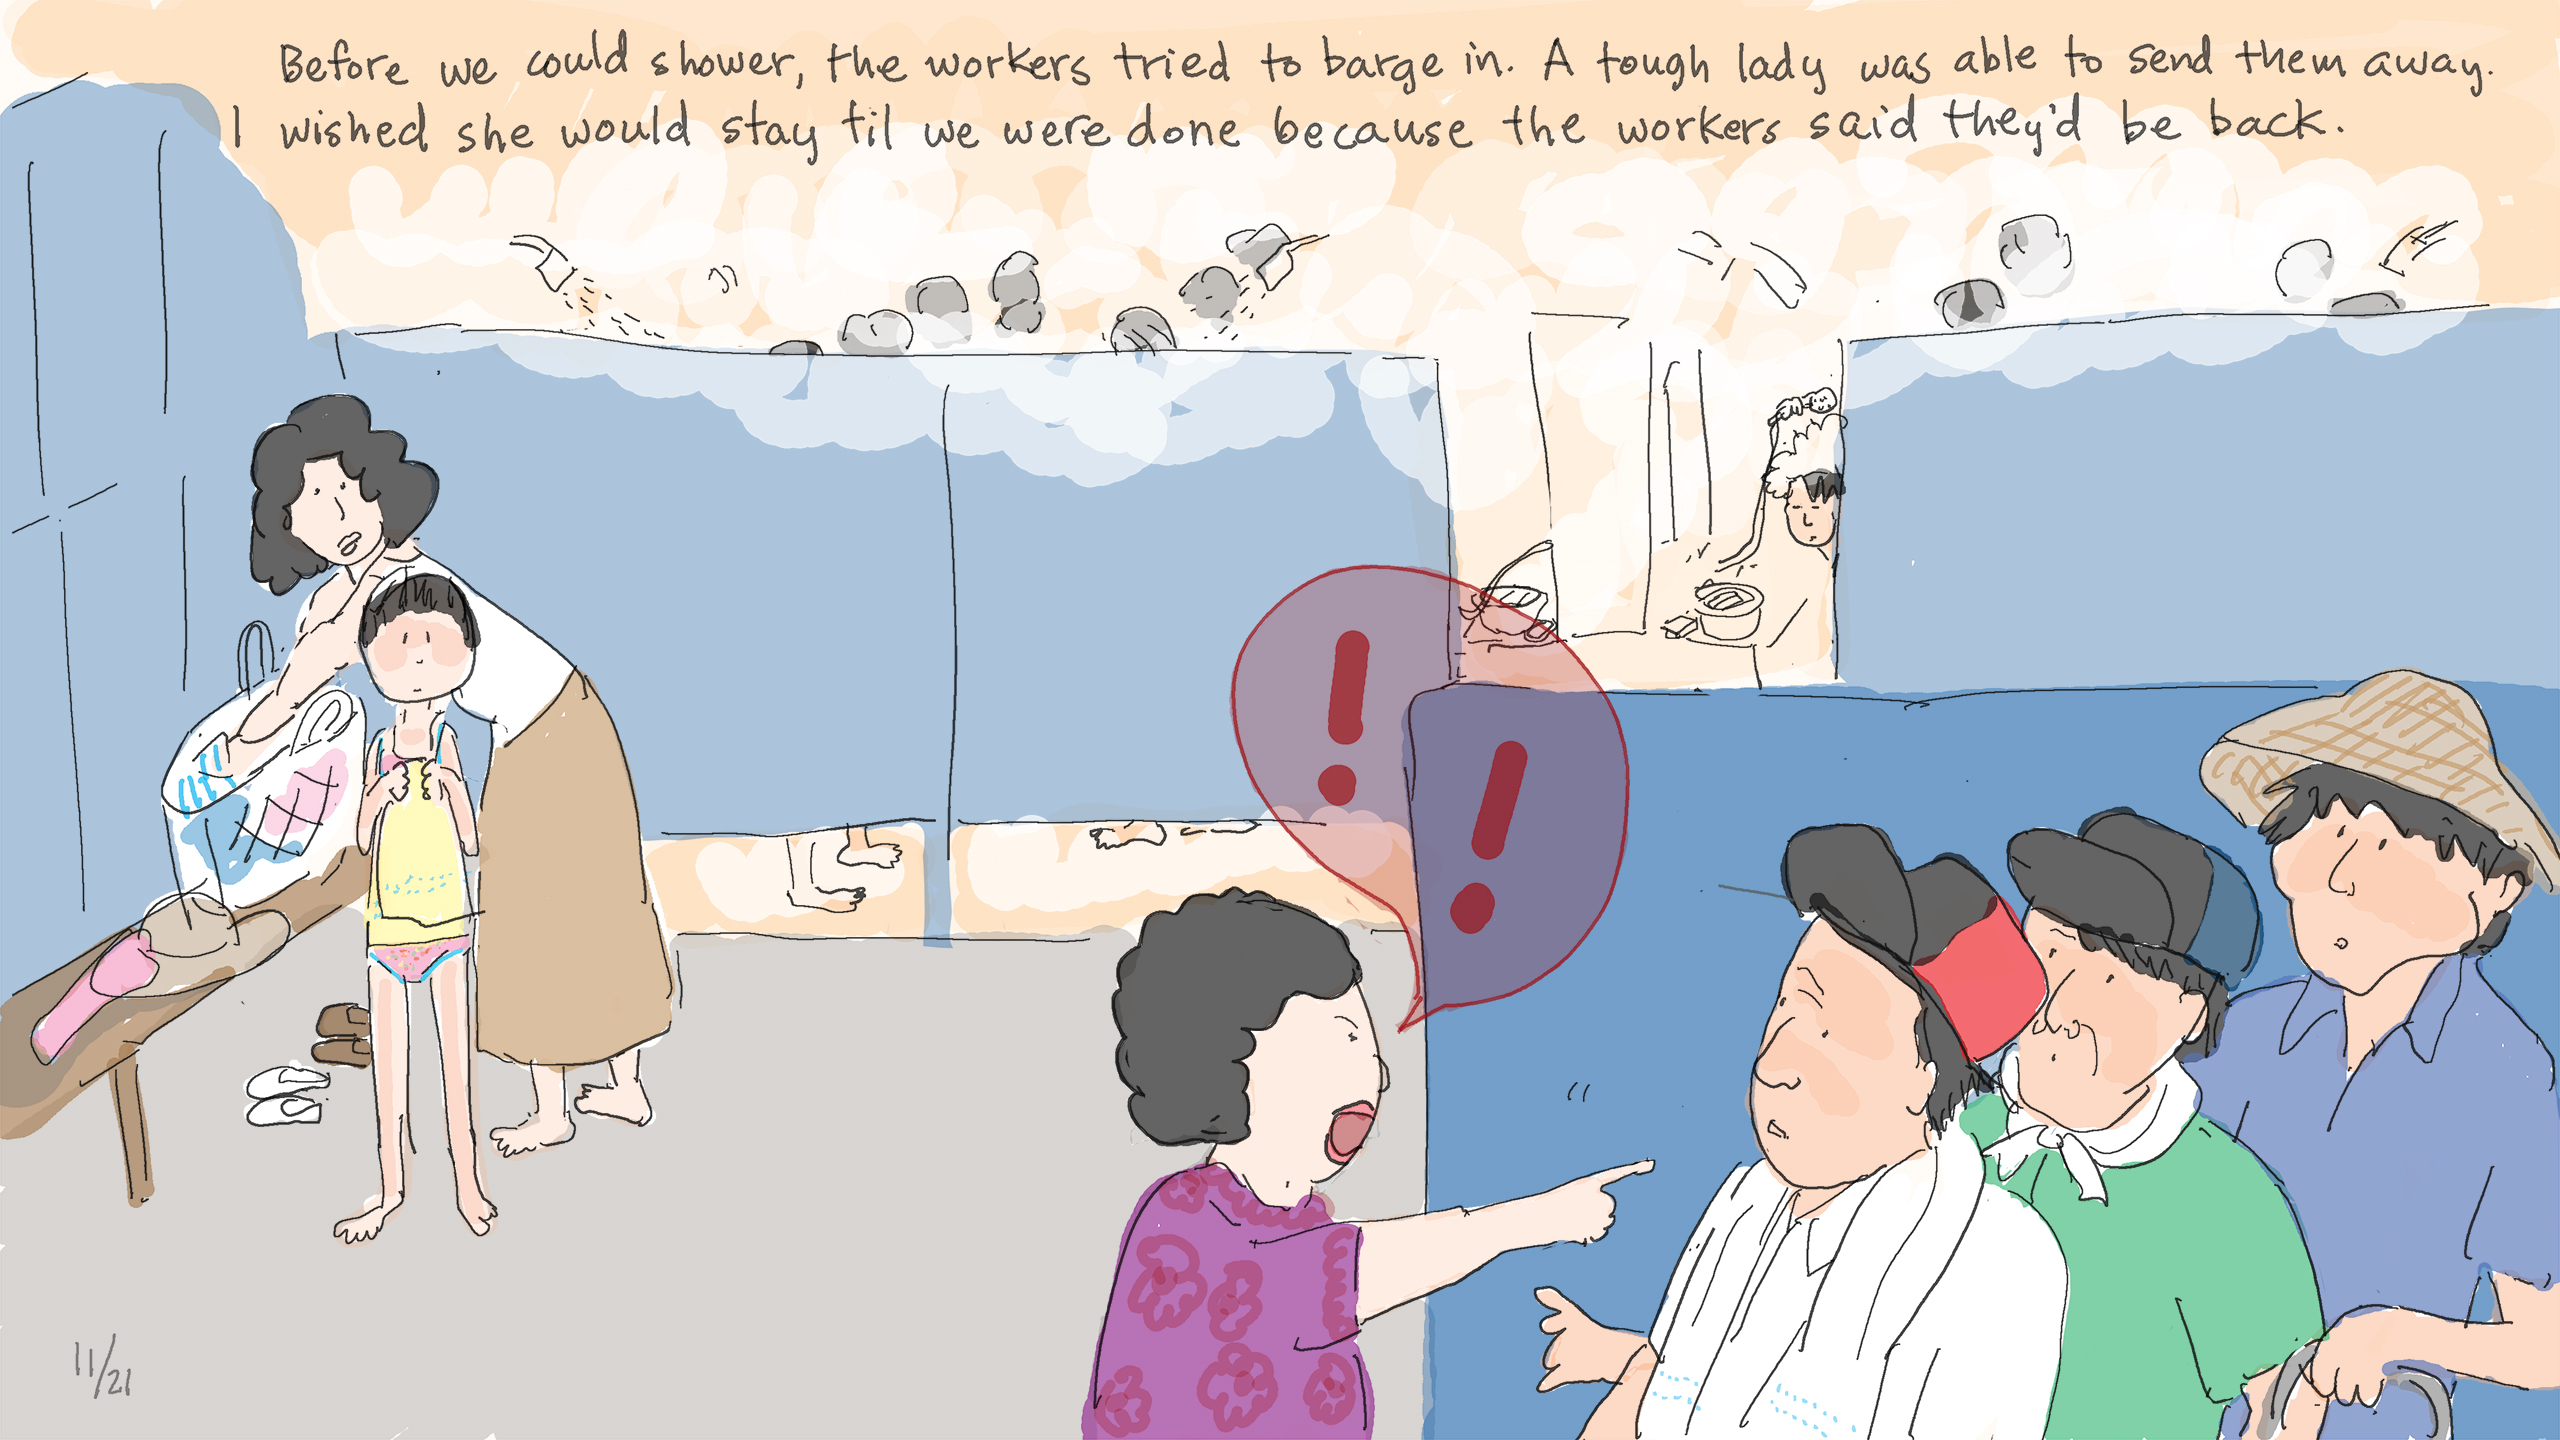 Before we could shower, the workers tried to barge in. A tough lady was able to send them away.
I wished she would stay til we were done because the workers said they'd be back.
! !
11/21